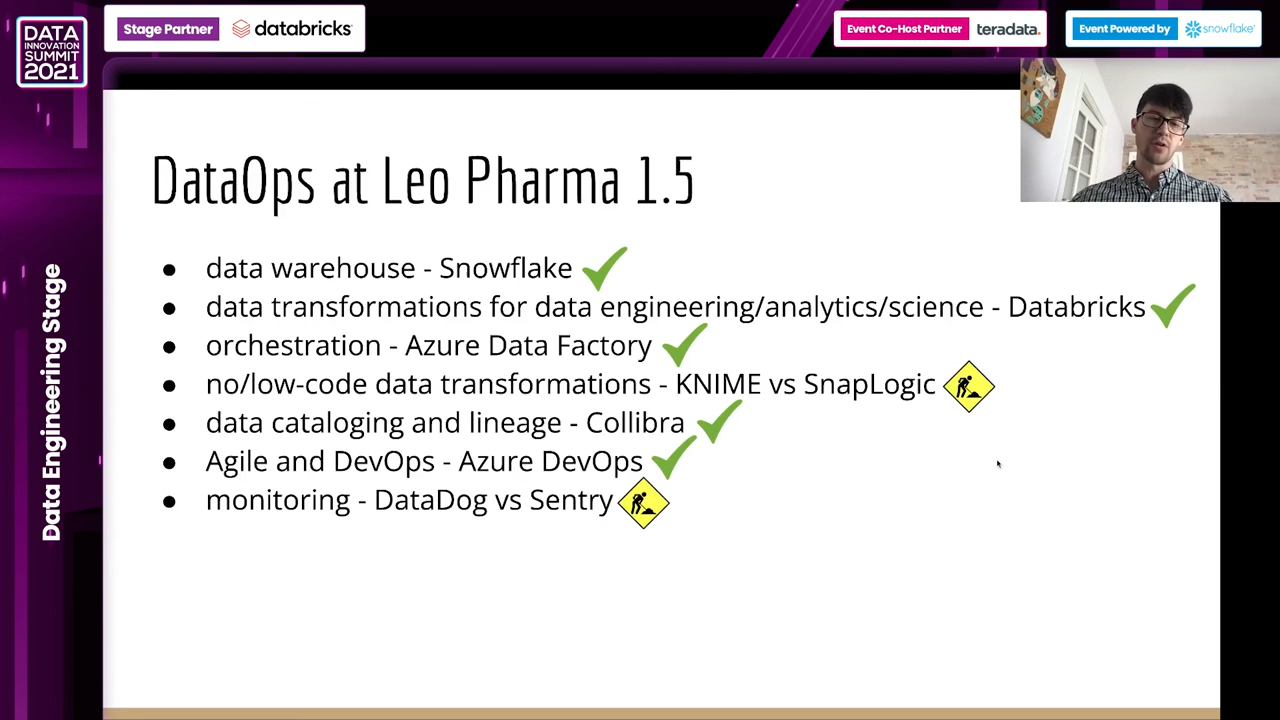 DATA
INNOVATION
SUMMIT
2021
Stage Partner
databricks
Event Co-Host Partner
teradata.
Event Powered by
snowflake
Data Engineering Stage
DataOps at Leo Pharma 1.5
● data warehouse - Snowflake
● data transformations for data engineering/analytics/science - Databricks
● orchestration - Azure Data Factory
● no/low-code data transformations - KNIME vs SnapLogic
● data cataloging and lineage - Collibra
● Agile and DevOps - Azure DevOps
● monitoring - DataDog vs Sentry